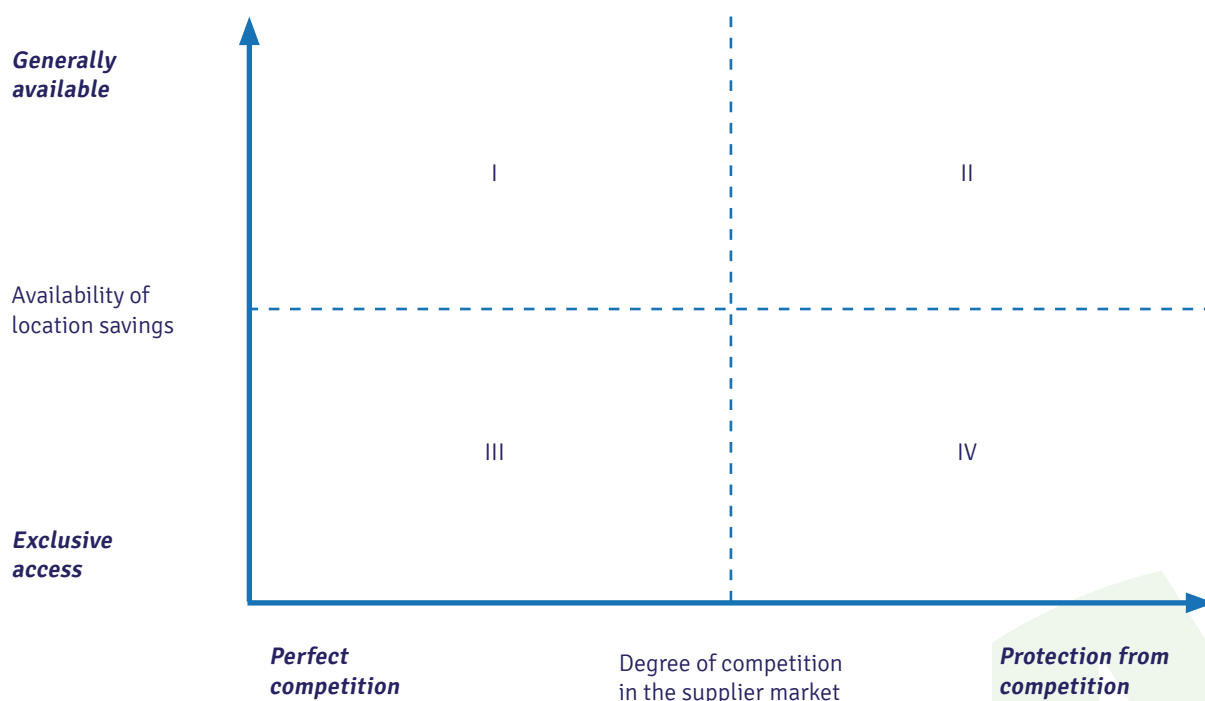 Generally
available
I
II
Availability of
location savings
III
IV
Exclusive
access
Perfect
competition
Degree of competition
in the supplier market
Protection from
competition